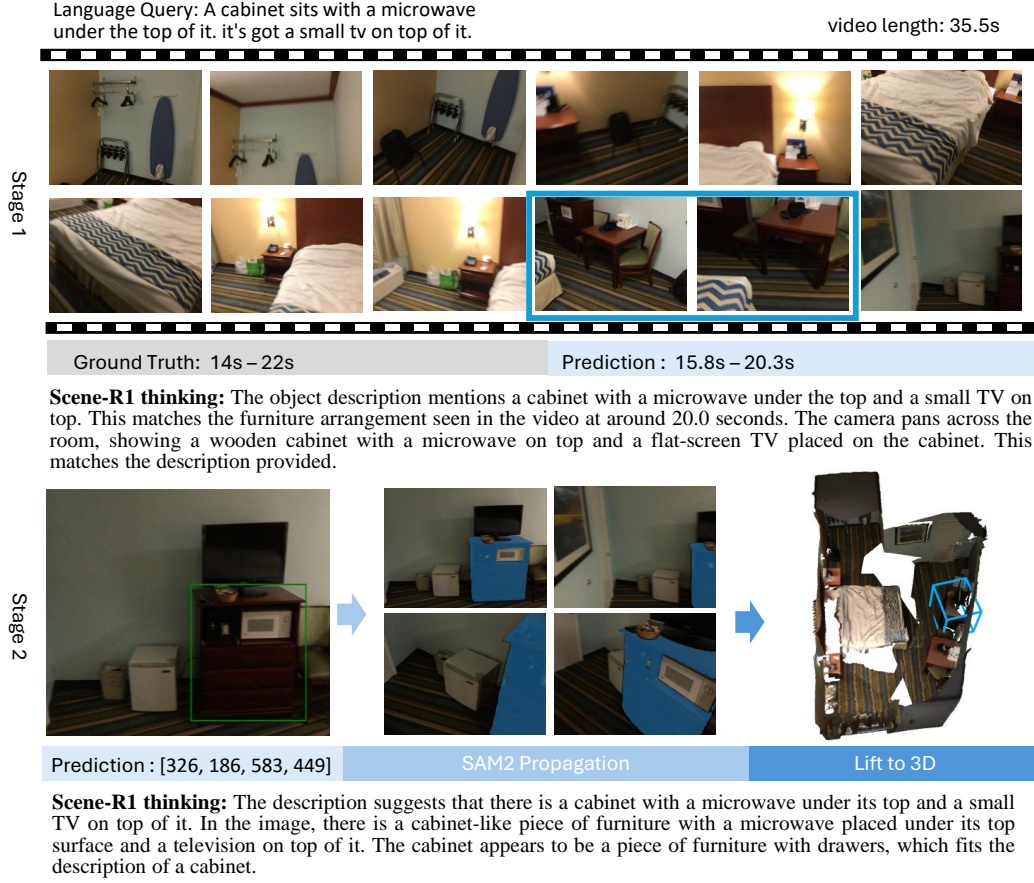 Language Query: A cabinet sits with a microwave
under the top of it. it's got a small tv on top of it.
video length: 35.5s
Stage 1
Ground Truth: 14s – 22s
Prediction : 15.8s – 20.3s
Scene-R1 thinking: The object description mentions a cabinet with a microwave under the top and a small TV on
top. This matches the furniture arrangement seen in the video at around 20.0 seconds. The camera pans across the
room, showing a wooden cabinet with a microwave on top and a flat-screen TV placed on the cabinet. This
matches the description provided.
Stage 2
Prediction : [326, 186, 583, 449]
SAM2 Propagation
Lift to 3D
Scene-R1 thinking: The description suggests that there is a cabinet with a microwave under its top and a small
TV on top of it. In the image, there is a cabinet-like piece of furniture with a microwave placed under its top
surface and a television on top of it. The cabinet appears to be a piece of furniture with drawers, which fits the
description of a cabinet.